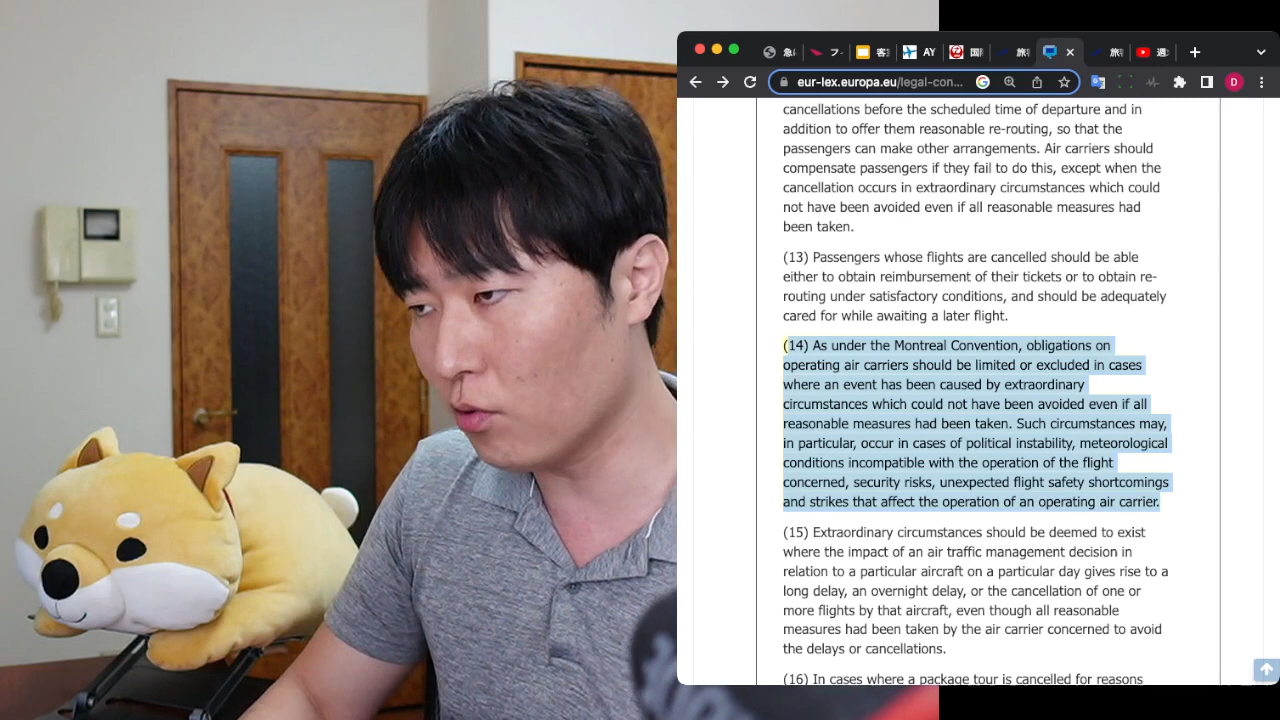 急
フ
客
AY
国
旅
旅
週
eur-lex.europa.eu/legal-con...
D
cancellations before the scheduled time of departure and in
addition to offer them reasonable re-routing, so that the
passengers can make other arrangements. Air carriers should
compensate passengers if they fail to do this, except when the
cancellation occurs in extraordinary circumstances which could
not have been avoided even if all reasonable measures had
been taken.
(13) Passengers whose flights are cancelled should be able
either to obtain reimbursement of their tickets or to obtain re-
routing under satisfactory conditions, and should be adequately
cared for while awaiting a later flight.
(14) As under the Montreal Convention, obligations on
operating air carriers should be limited or excluded in cases
where an event has been caused by extraordinary
circumstances which could not have been avoided even if all
reasonable measures had been taken. Such circumstances may,
in particular, occur in cases of political instability, meteorological
conditions incompatible with the operation of the flight
concerned, security risks, unexpected flight safety shortcomings
and strikes that affect the operation of an operating air carrier.
(15) Extraordinary circumstances should be deemed to exist
where the impact of an air traffic management decision in
relation to a particular aircraft on a particular day gives rise to a
long delay, an overnight delay, or the cancellation of one or
more flights by that aircraft, even though all reasonable
measures had been taken by the air carrier concerned to avoid
the delays or cancellations.
(16) In cases where a package tour is cancelled for reasons